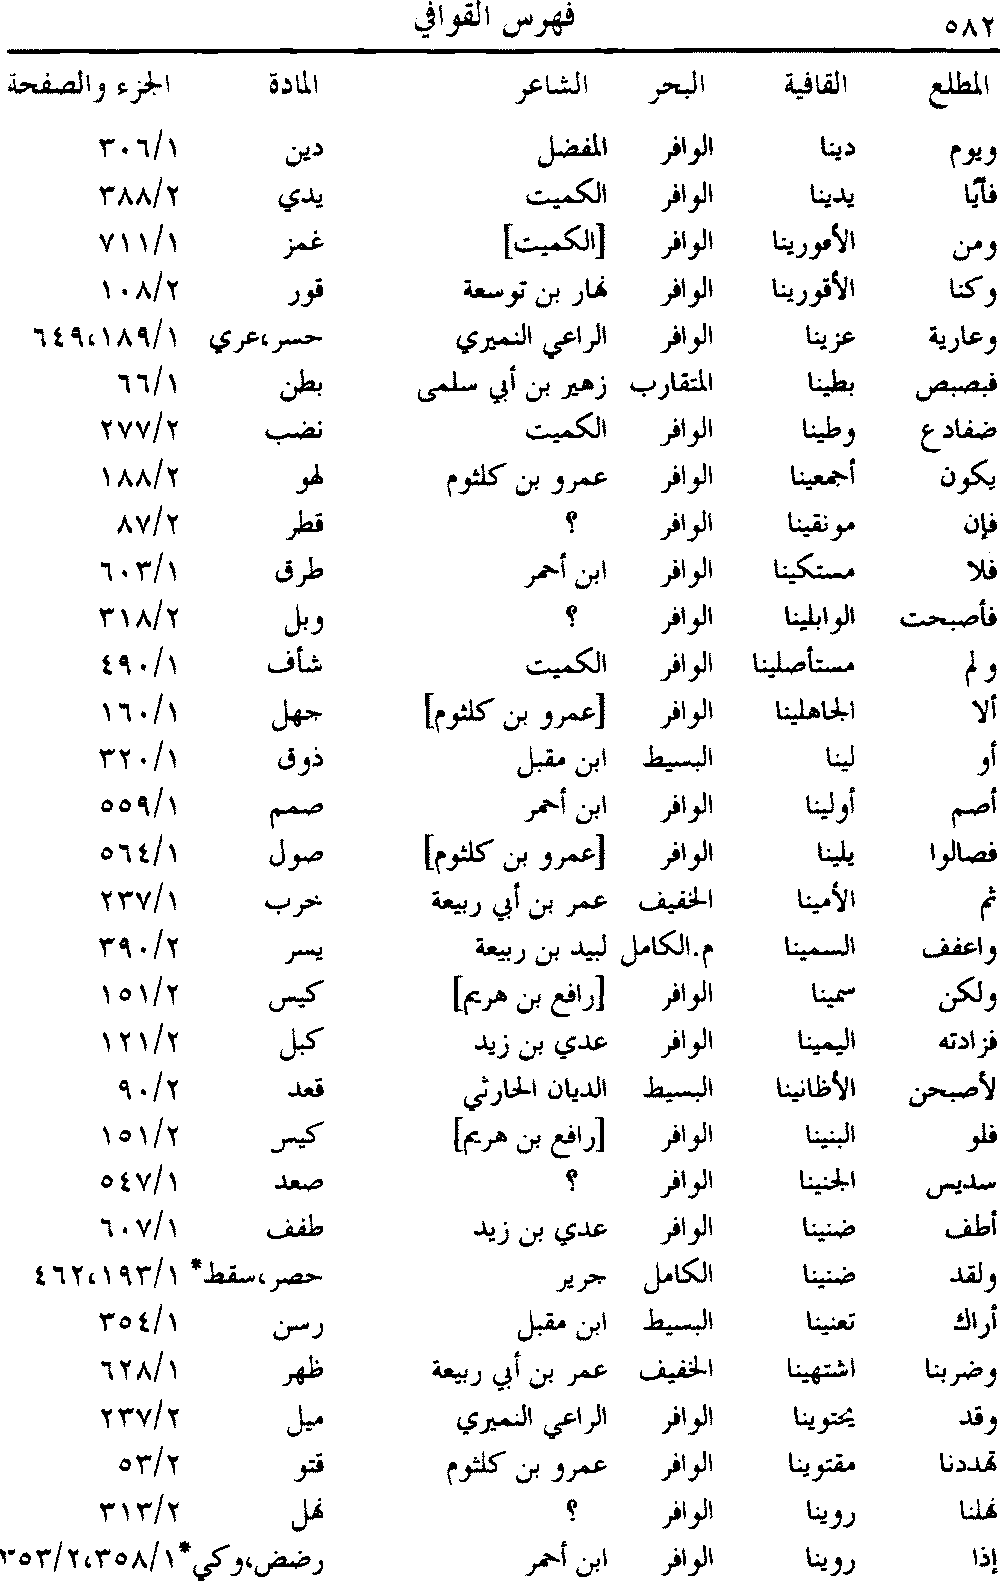 ٥٨٢ فهرس القوافي
المطلع القافية البحر الشاعر المادة الجزء والصفحة
ويوم دينا الوافر المفضل دين ٣٠٦/١
فآيًا يدينا الوافر الكميت يدي ٣٨٨/٢
ومن الأمورينا الوافر [الكميت] غمز ٧١١/١
وكنا الأقورينا الوافر نهار بن توسعة قور ١٠٨/٢
وعارية عزينا الوافر الراعي النميري حسر،عري ٦٤٩،١٨٩/١
فبصبص بطينا المتقارب زهير بن أبي سلمى بطن ٦٦/١
ضفادع وطينا الوافر الكميت نضب ٢٧٧/٢
يكون أجمعينا الوافر عمرو بن كلثوم لهو ١٨٨/٢
فإن مونقينا الوافر ؟ قطر ٨٧/٢
فلا مستكينا الوافر ابن أحمر طرق ٦٠٣/١
فأصبحت الوابلينا الوافر ؟ وبل ٣١٨/٢
ولم مستأصلينا الوافر الكميت شأف ٤٩٠/١
ألا الجاهلينا الوافر [عمرو بن كلثوم] جهل ١٦٠/١
أو لينا البسيط ابن مقبل ذوق ٣٢٠/١
أصم أولينا الوافر ابن أحمر صمم ٥٥٩/١
فصالوا يلينا الوافر [عمرو بن كلثوم] صول ٥٦٤/١
ثم الأمينا الخفيف عمر بن أبي ربيعة خرب ٢٣٧/١
واعفف السمينا م.الكامل لبيد بن ربيعة يسر ٣٩٠/٢
ولكن سمينا الوافر [رافع بن هريم] كيس ١٥١/٢
فزادته اليمينا الوافر عدي بن زيد كبل ١٢١/٢
لأصبحن الأظانينا البسيط الديان الحارثي قعد ٩٠/٢
فلو البنينا الوافر [رافع بن هريم] كيس ١٥١/٢
سديس الجنينا الوافر ؟ صعد ٥٤٧/١
أطف ضنينا الوافر عدي بن زيد طفف ٦٠٧/١
ولقد ضنينا الكامل جرير حصر،سقط* ٤٦٢،١٩٣/١
أراك تعنينا البسيط ابن مقبل رسن ٣٥٤/١
وضربنا اشتهينا الخفيف عمر بن أبي ربيعة ظهر ٦٢٨/١
وقد يحتوينا الوافر الراعي النميري ميل ٢٣٧/٢
تهددنا مقتوينا الوافر عمرو بن كلثوم قتو ٥٣/٢
نهلنا روينا الوافر ؟ نهل ٣١٣/٢
إذا روينا الوافر ابن أحمر رضض،وكي* ٣٥٣/٢،٣٥٨/١